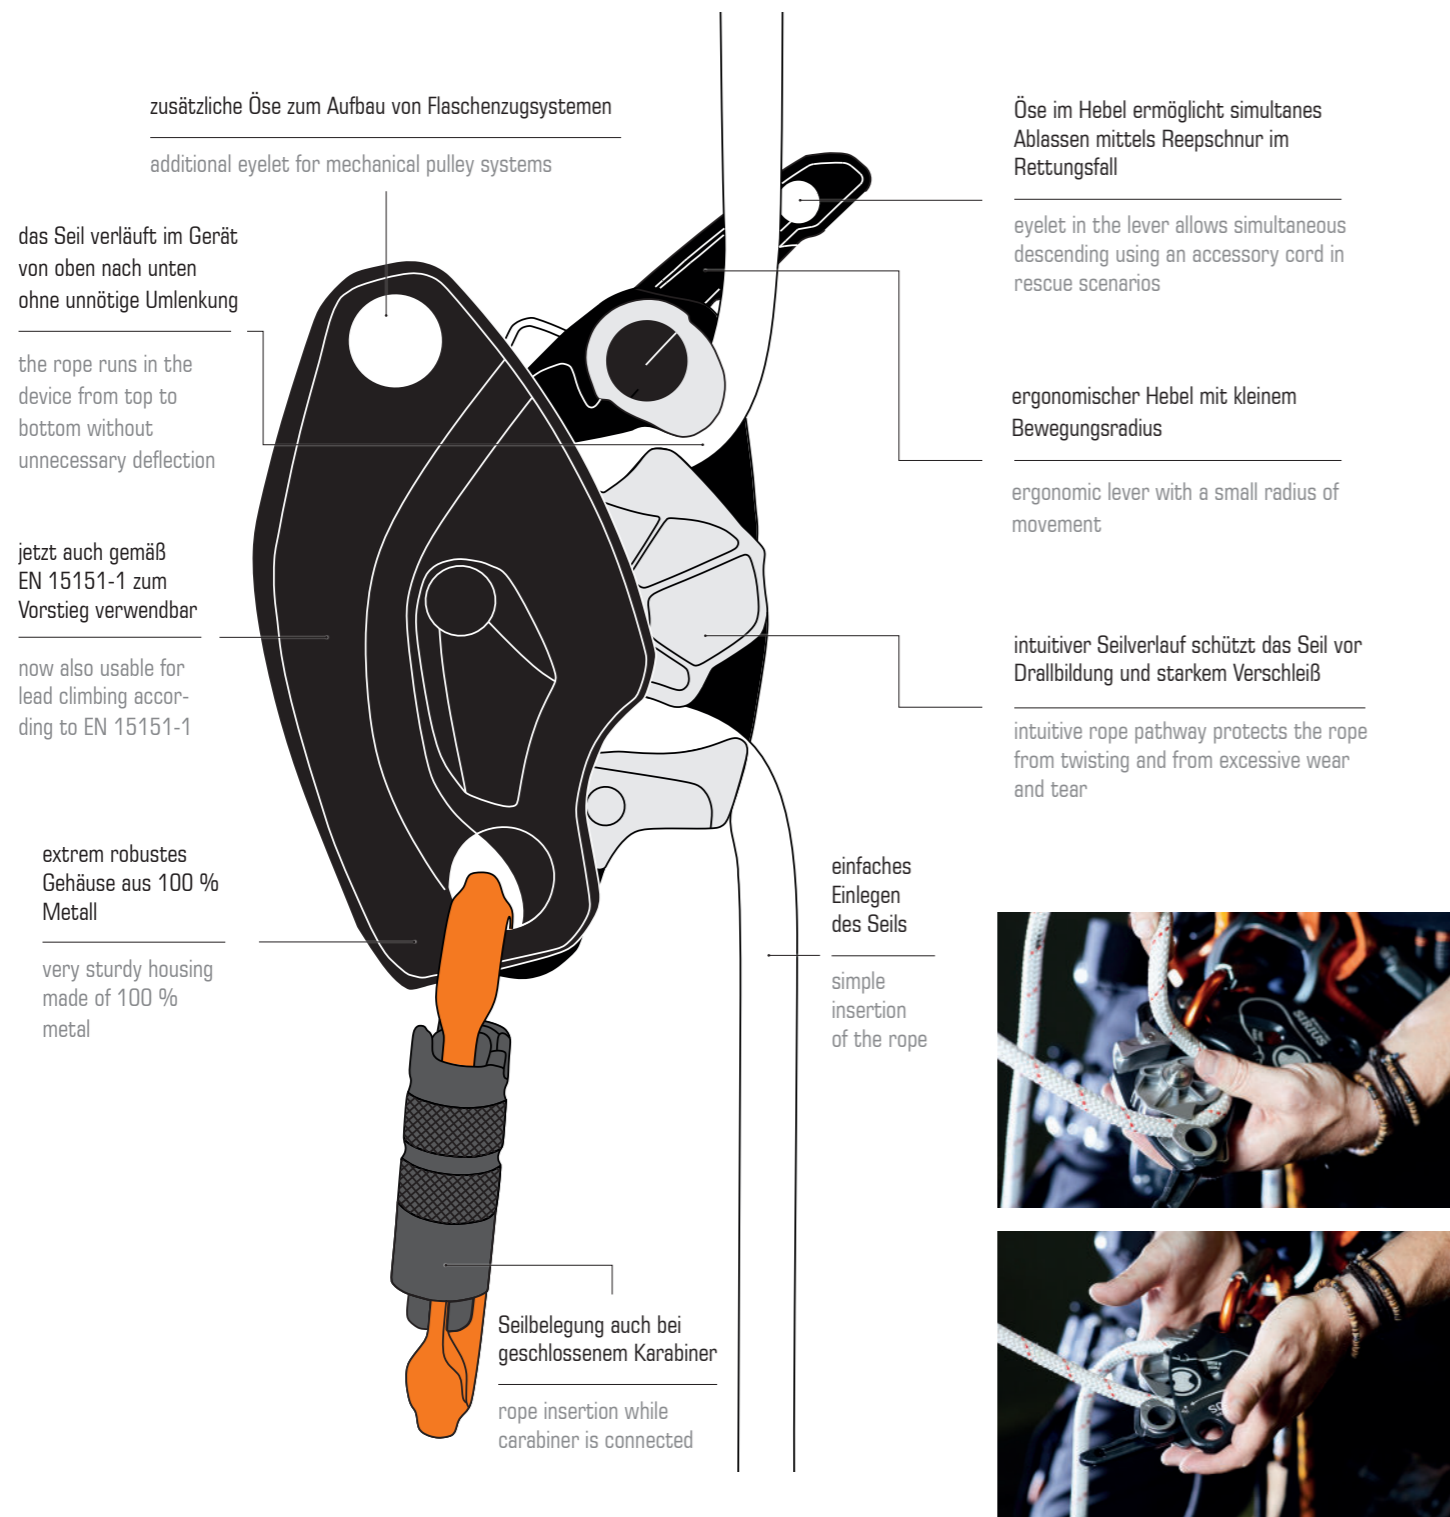 zusätzliche Öse zum Aufbau von Flaschenzugsystemen
additional eyelet for mechanical pulley systems
das Seil verläuft im Gerät
von oben nach unten
ohne unnötige Umlenkung
the rope runs in the
device from top to
bottom without
unnecessary deflection
jetzt auch gemäß
EN 15151-1 zum
Vorstieg verwendbar
now also usable for
lead climbing accor-
ding to EN 15151-1
extrem robustes
Gehäuse aus 100 %
Metall
very sturdy housing
made of 100 %
metal
Öse im Hebel ermöglicht simultanes
Ablassen mittels Reepschnur im
Rettungsfall
eyelet in the lever allows simultaneous
descending using an accessory cord in
rescue scenarios
ergonomischer Hebel mit kleinem
Bewegungsradius
ergonomic lever with a small radius of
movement
intuitiver Seilverlauf schützt das Seil vor
Drallbildung und starkem Verschleiß
intuitive rope pathway protects the rope
from twisting and from excessive wear
and tear
einfaches
Einlegen
des Seils
simple
insertion
of the rope
Seilbelegung auch bei
geschlossenem Karabiner
rope insertion while
carabiner is connected
SIRIUS